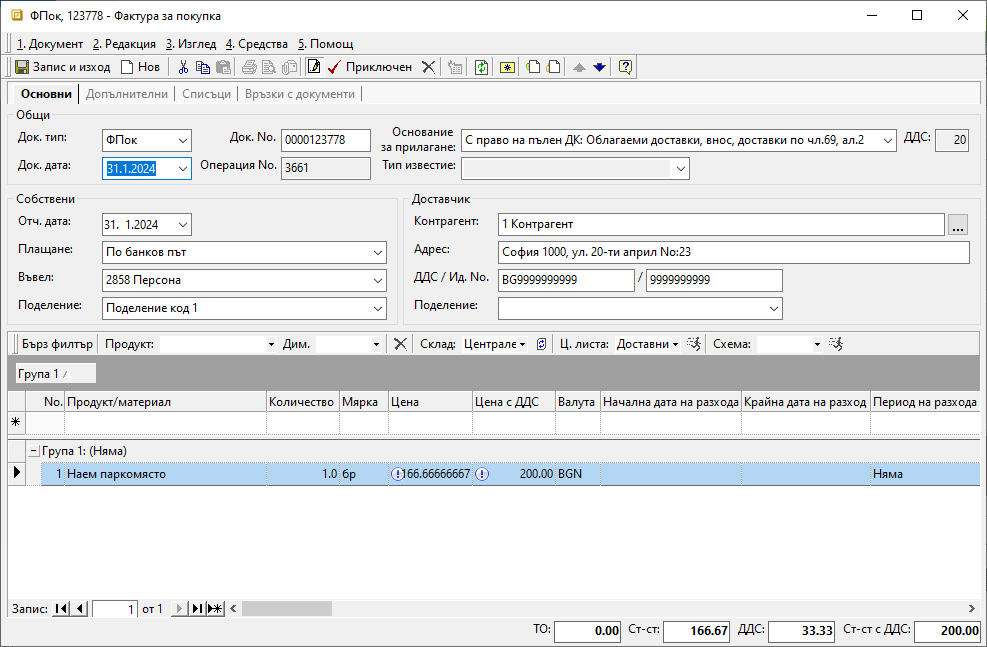 ФПок, 123778 - Фактура за покупка
1. Документ 2. Редакция 3. Изглед 4. Средства 5. Помощ
Запис и изход Нов Приключен
Основни Допълнителни Списъци Връзки с документи
Общи
Док. тип: ФПок Док. No. 0000123778 Основание за прилагане: С право на пълен ДК: Облагаеми доставки, внос, доставки по чл.69, ал.2 ДДС: 20
Док. дата: 31.1.2024 Операция No. 3661 Тип известие:
Собствени
Отч. дата: 31. 1.2024
Плащане: По банков път
Въвел: 2858 Персона
Поделение: Поделение код 1
Доставчик
Контрагент: 1 Контрагент ...
Адрес: София 1000, ул. 20-ти април No:23
ДДС / Ид. No. BG9999999999 / 9999999999
Поделение:
Бърз филтър Продукт: Дим. Склад: Централе Ц. листа: Доставни Схема:
Група 1
No. Продукт/материал Количество Мярка Цена Цена с ДДС Валута Начална дата на разхода Крайна дата на разход Период на разхода
Група 1: (Няма)
1 Наем паркомясто 1.0 бр 166.66666667 200.00 BGN Няма
Запис: 1 от 1
ТО: 0.00 Ст-ст: 166.67 ДДС: 33.33 Ст-ст с ДДС: 200.00